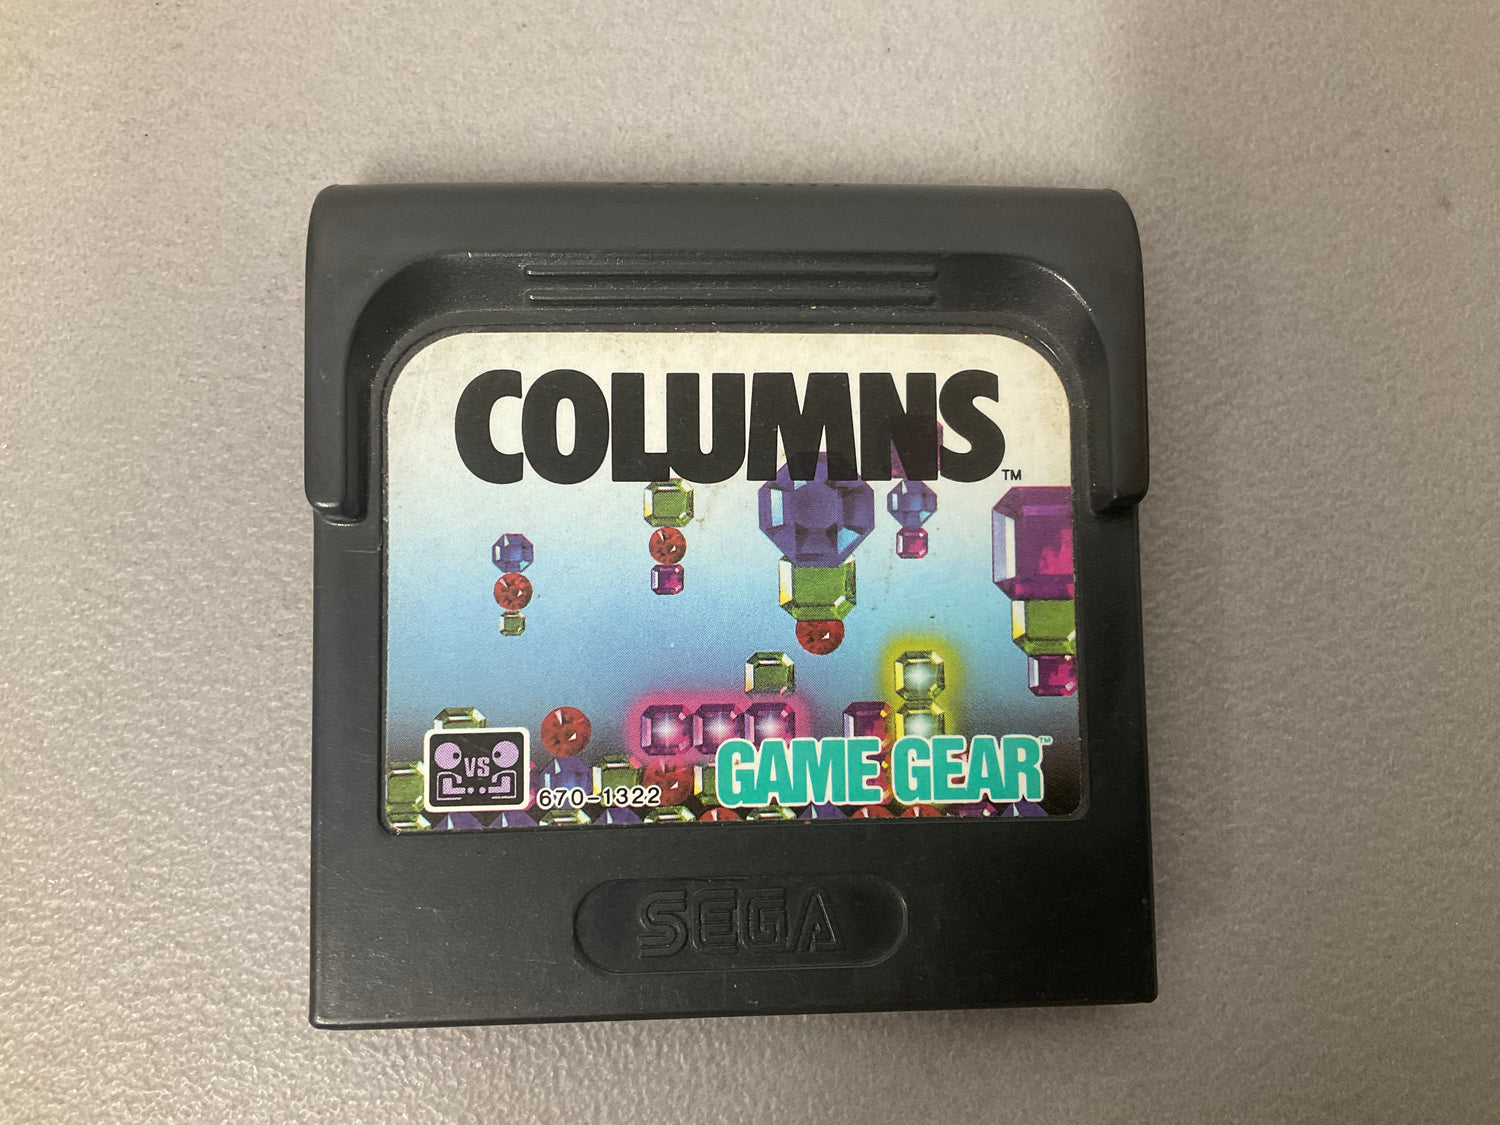 COLUMNS™
VS
670-1322
GAME GEAR™
SEGA